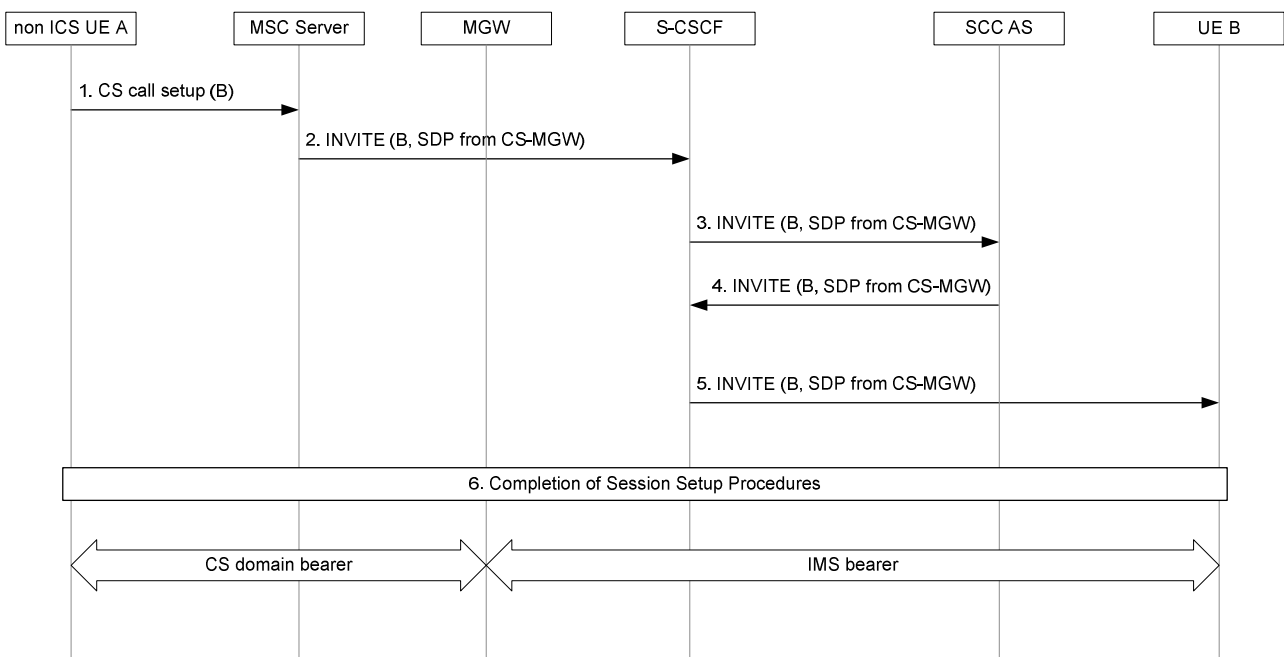 non ICS UE A
MSC Server
MGW
S-CSCF
SCC AS
UE B
1. CS call setup (B)
2. INVITE (B, SDP from CS-MGW)
3. INVITE (B, SDP from CS-MGW)
4. INVITE (B, SDP from CS-MGW)
5. INVITE (B, SDP from CS-MGW)
6. Completion of Session Setup Procedures
CS domain bearer
IMS bearer